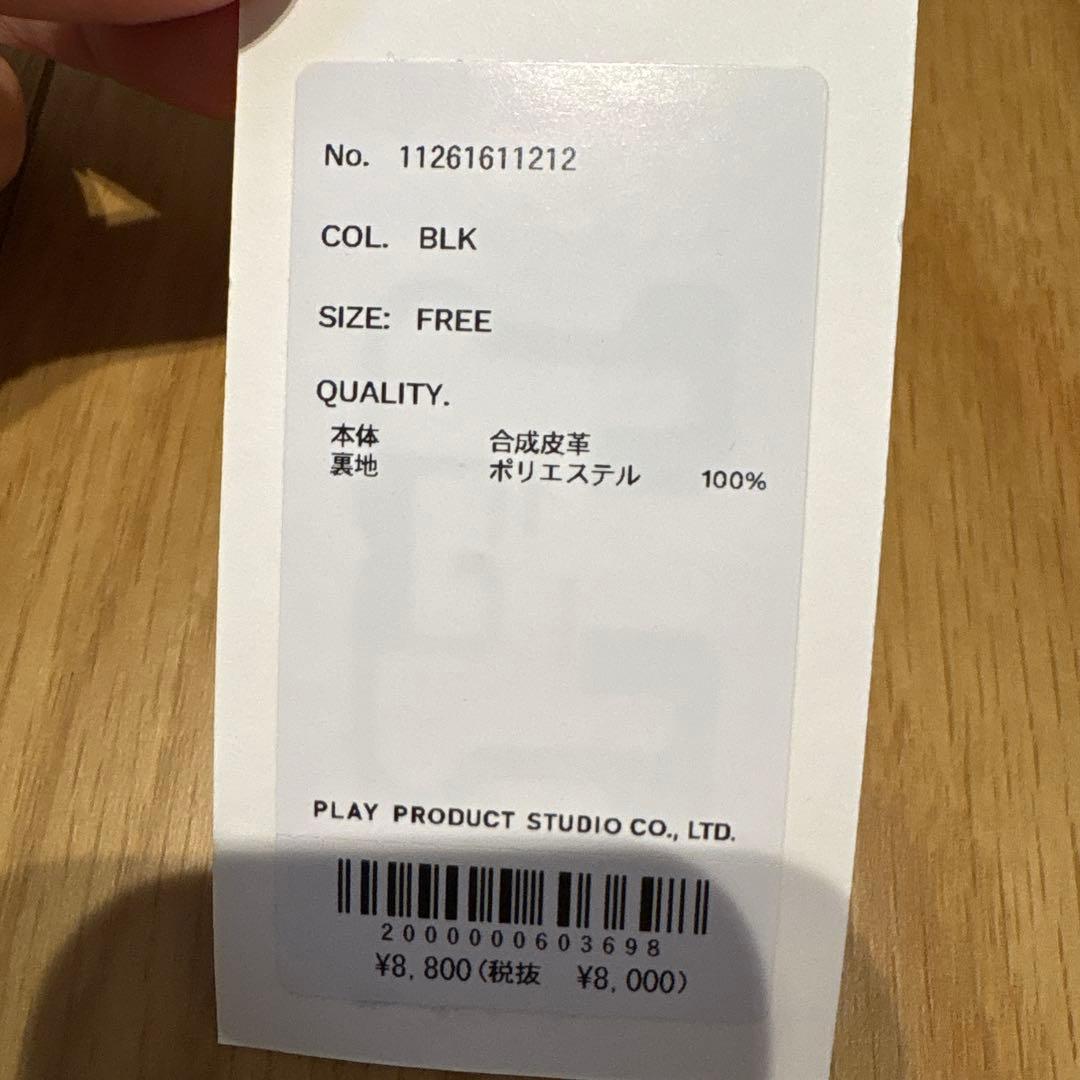 No. 11261611212
COL. BLK
SIZE: FREE
QUALITY.
本体 合成皮革
裏地 ポリエステル 100%
PLAY PRODUCT STUDIO CO., LTD.
2000000603698
¥8,800(税抜 ¥8,000)